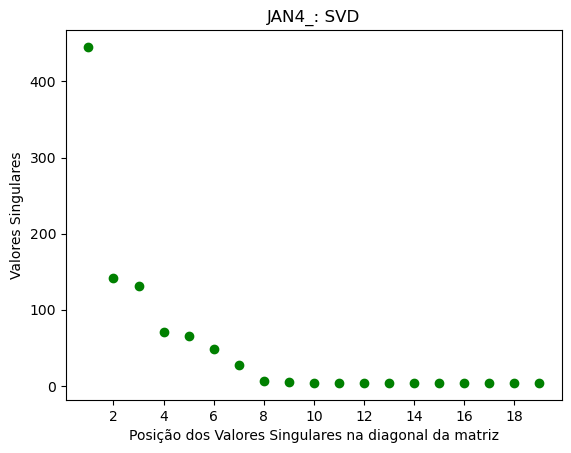 JAN4_: SVD
Valores Singulares
400
300
200
100
0
2 4 6 8 10 12 14 16 18
Posição dos Valores Singulares na diagonal da matriz